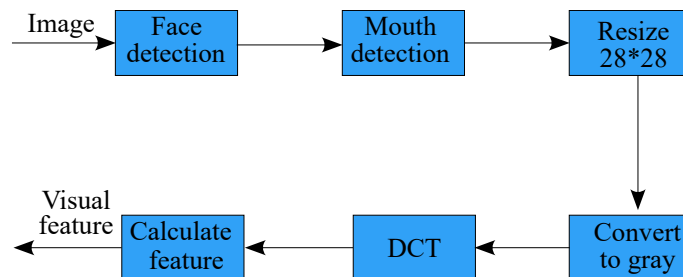 Image
Face
detection
Mouth
detection
Resize
28*28
Convert
to gray
DCT
Calculate
feature
Visual
feature